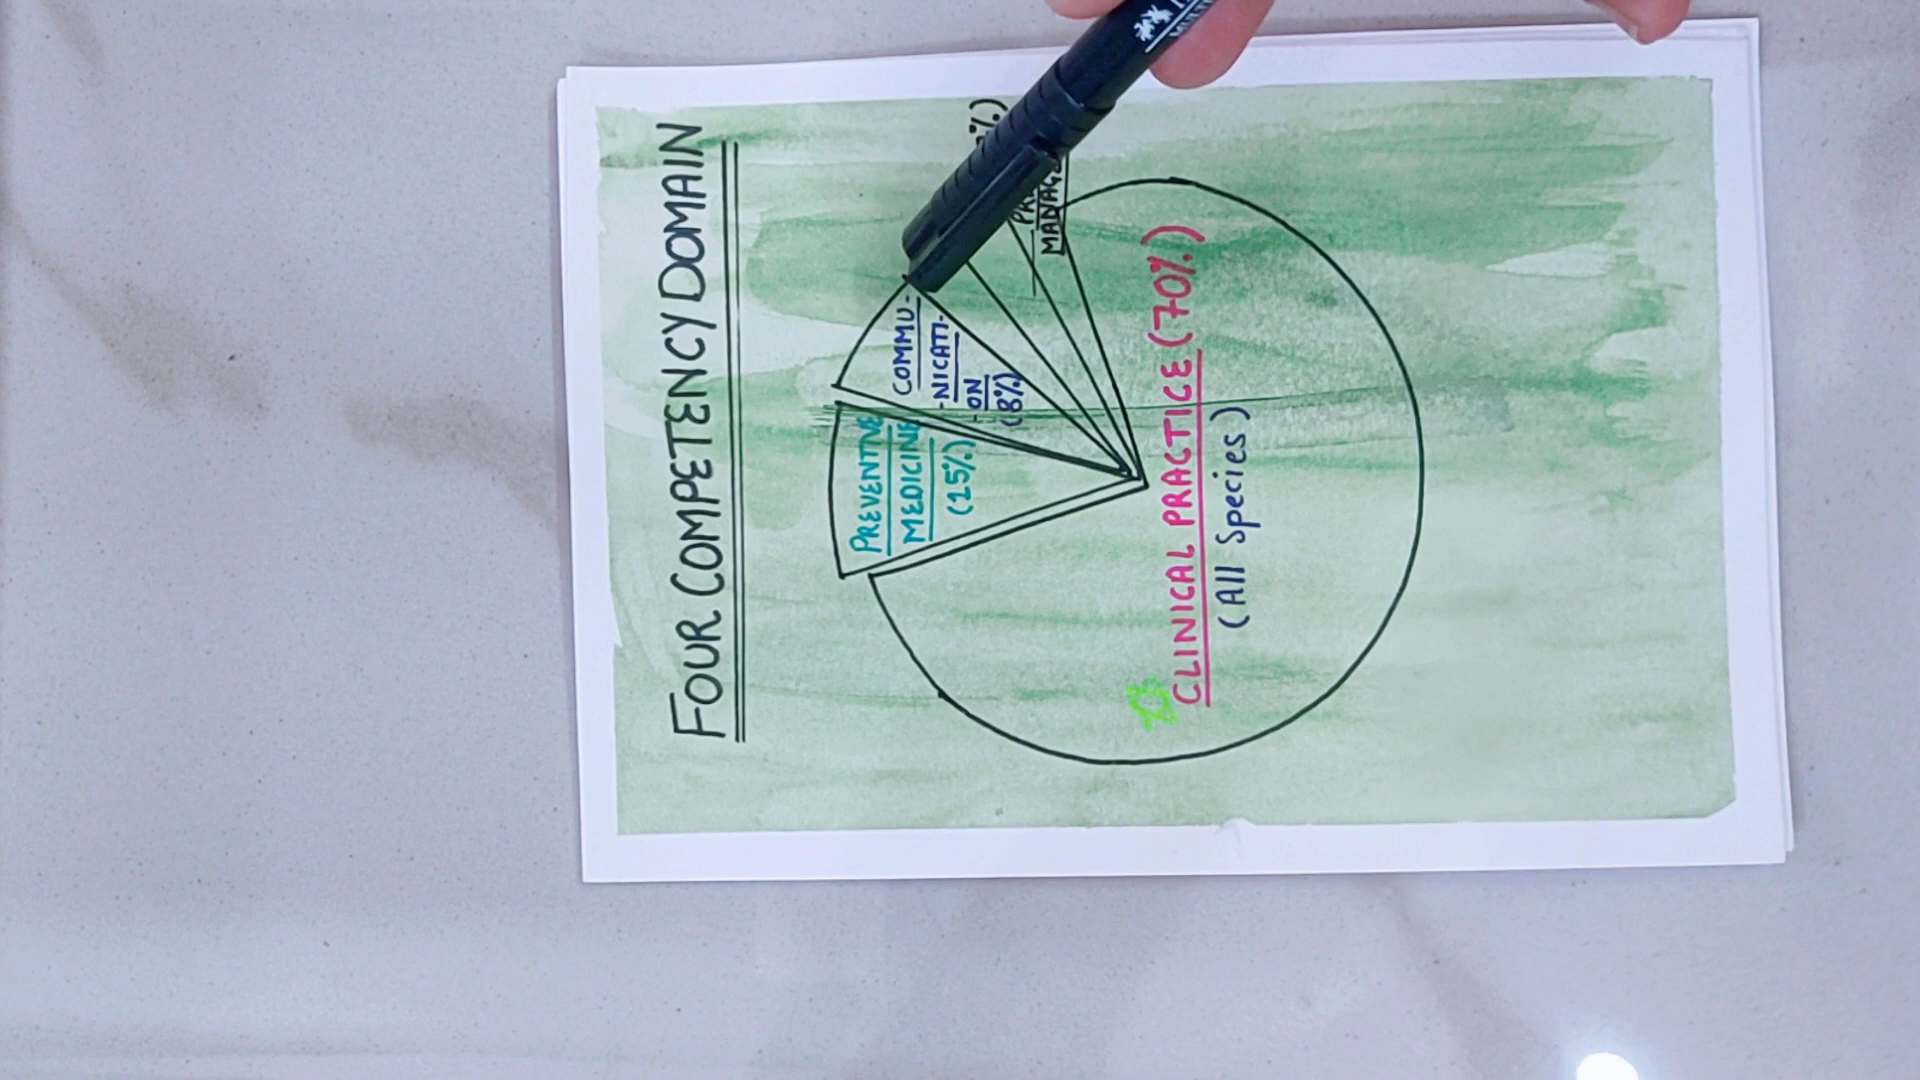 FOUR COMPETENCY DOMAIN
COMMU-
-NICATI-
-ON
(8%)
PREVENTIVE
MEDICINE
(15%)
CLINICAL PRACTICE (70%)
(All Species)